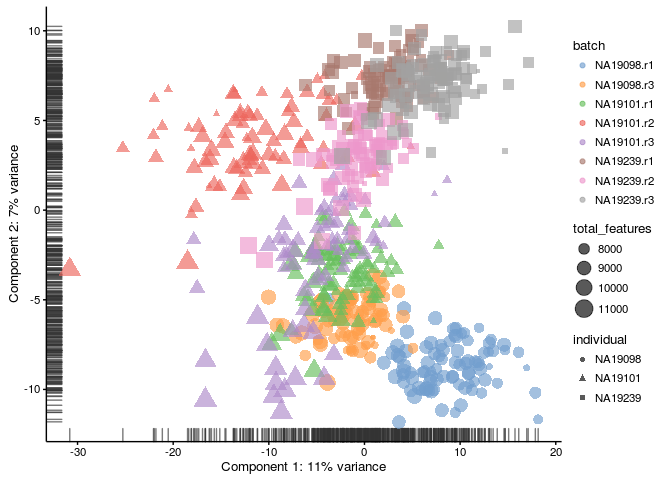 10
5
0
-5
-10
Component 2: 7% variance
-30
-20
-10
0
10
20
Component 1: 11% variance
batch
NA19098.r1
NA19098.r3
NA19101.r1
NA19101.r2
NA19101.r3
NA19239.r1
NA19239.r2
NA19239.r3
total_features
8000
9000
10000
11000
individual
NA19098
NA19101
NA19239